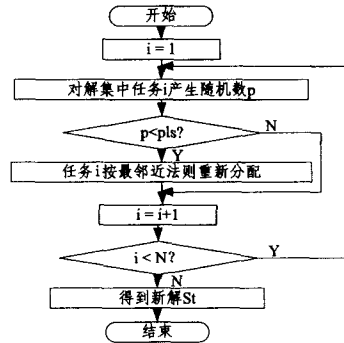 开始
i = 1
对解集中任务i产生随机数p
p<pls?
N
Y
任务i按最邻近法则重新分配
i = i+1
i < N?
Y
N
得到新解St
结束